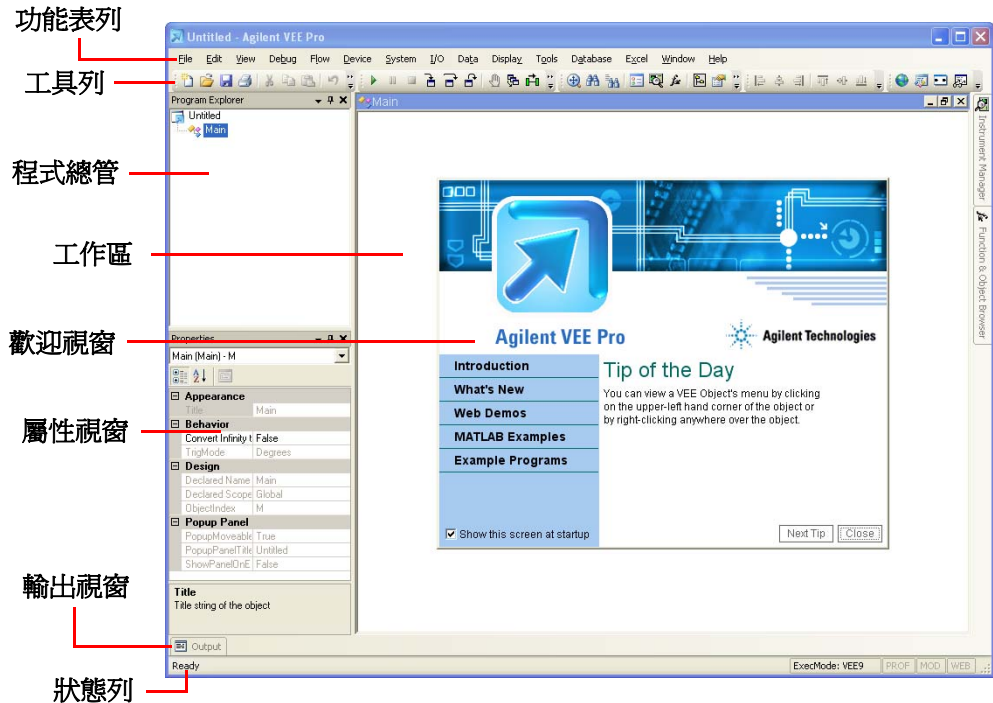 功能表列
工具列
程式總管
工作區
歡迎視窗
屬性視窗
輸出視窗
狀態列
Untitled - Agilent VEE Pro
File Edit View Debug Flow Device System I/O Data Display Tools Database Excel Window Help
Program Explorer
Untitled
Main
Main
Instrument Manager
Function & Object Browser
Agilent VEE Pro
Agilent Technologies
Introduction
What's New
Web Demos
MATLAB Examples
Example Programs
Show this screen at startup
Tip of the Day
You can view a VEE Object's menu by clicking
on the upper-left hand corner of the object or
by right-clicking anywhere over the object.
Next Tip Close
Properties
Main (Main) - M
Appearance
Title Main
Behavior
Convert Infinity t False
TrigMode Degrees
Design
Declared Name Main
Declared Scope Global
ObjectIndex M
Popup Panel
PopupMoveable True
PopupPanelTitle Untitled
ShowPanelOnE False
Title
Title string of the object
Output
Ready
ExecMode: VEE9 PROF MOD WEB